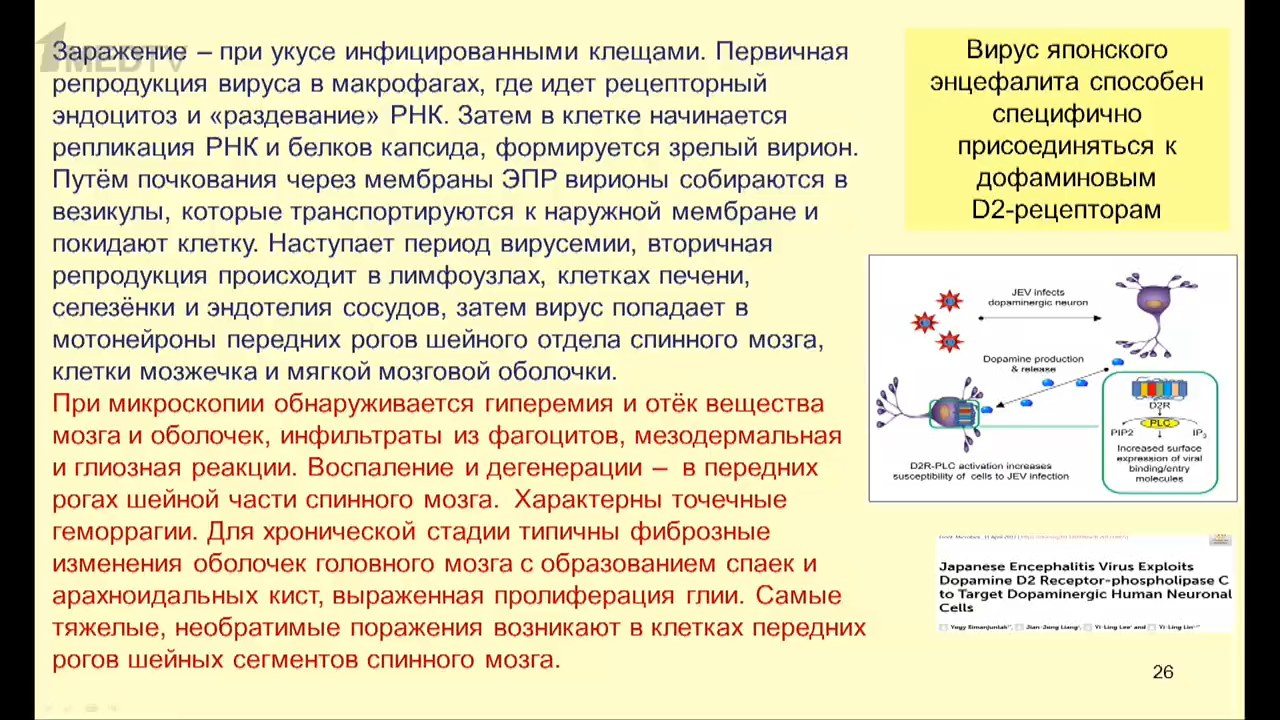 1MEDTV
Заражение – при укусе инфицированными клещами. Первичная
репродукция вируса в макрофагах, где идет рецепторный
эндоцитоз и «раздевание» РНК. Затем в клетке начинается
репликация РНК и белков капсида, формируется зрелый вирион.
Путём почкования через мембраны ЭПР вирионы собираются в
везикулы, которые транспортируются к наружной мембране и
покидают клетку. Наступает период вирусемии, вторичная
репродукция происходит в лимфоузлах, клетках печени,
селезёнки и эндотелия сосудов, затем вирус попадает в
мотонейроны передних рогов шейного отдела спинного мозга,
клетки мозжечка и мягкой мозговой оболочки.
При микроскопии обнаруживается гиперемия и отёк вещества
мозга и оболочек, инфильтраты из фагоцитов, мезодермальная
и глиозная реакции. Воспаление и дегенерации – в передних
рогах шейной части спинного мозга. Характерны точечные
геморрагии. Для хронической стадии типичны фиброзные
изменения оболочек головного мозга с образованием спаек и
арахноидальных кист, выраженная пролиферация глии. Самые
тяжелые, необратимые поражения возникают в клетках передних
рогов шейных сегментов спинного мозга.
Вирус японского
энцефалита способен
специфично
присоединяться к
дофаминовым
D2-рецепторам
JEV infects
dopaminergic neuron
Dopamine production
& release
D2R
PLC
PIP2
IP3
Increased surface
expression of viral
binding/entry
molecules
D2R-PLC activation increases
susceptibility of cells to JEV infection
Japanese Encephalitis Virus Exploits
Dopamine D2 Receptor-phospholipase C
to Target Dopaminergic Human Neuronal
Cells
26